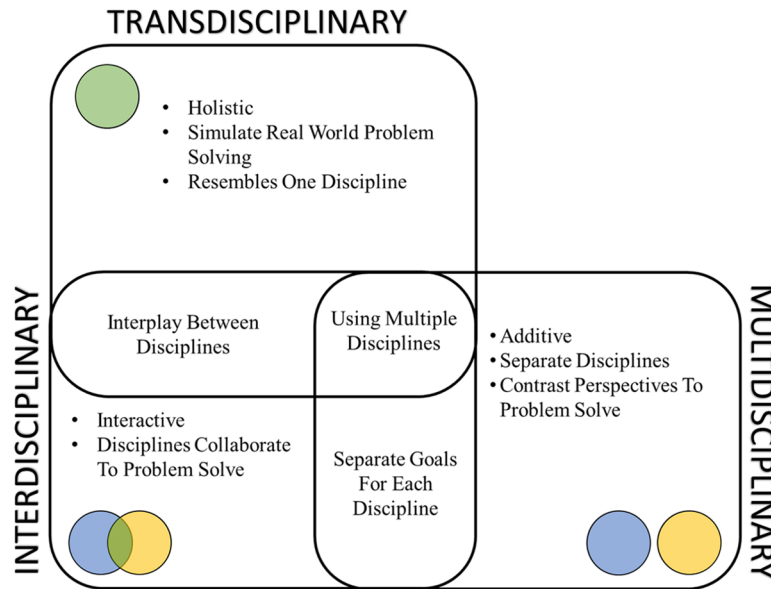 TRANSDISCIPLINARY
• Holistic
• Simulate Real World Problem
Solving
• Resembles One Discipline
Interplay Between
Disciplines
Using Multiple
Disciplines
• Additive
• Separate Disciplines
• Contrast Perspectives To
Problem Solve
• Interactive
• Disciplines Collaborate
To Problem Solve
Separate Goals
For Each
Discipline
INTERDISCIPLINARY
MULTIDISCIPLINARY